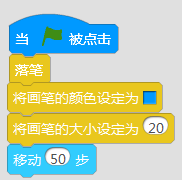 当 被点击
落笔
将画笔的颜色设定为
将画笔的大小设定为 20
移动 50 步